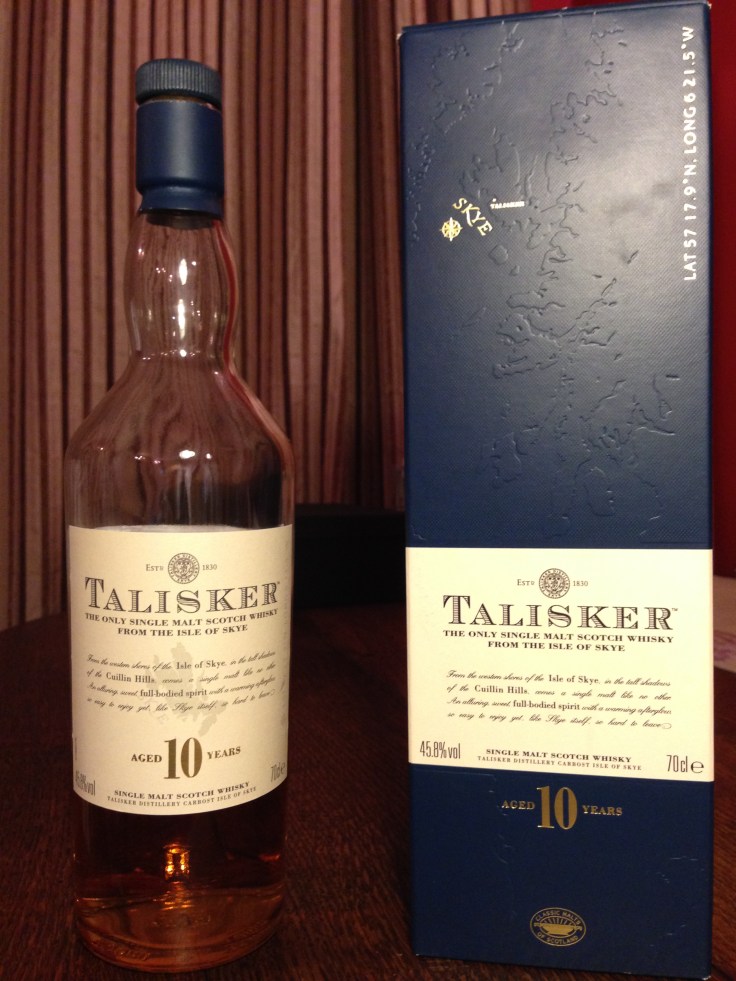 ESTD 1830
TALISKER™
THE ONLY SINGLE MALT SCOTCH WHISKY
FROM THE ISLE OF SKYE
From the western shores of the Isle of Skye, in the tall shadows
of the Cuillin Hills, comes a single malt like no other
An alluring, sweet, full-bodied spirit with a warming afterglow
so easy to enjoy yet, like Skye itself, so hard to leave
AGED 10 YEARS
45.8%vol
70cl e
SINGLE MALT SCOTCH WHISKY
TALISKER DISTILLERY CARBOST ISLE OF SKYE
LAT 57 17.9°N. LONG 6 21.5°W
SKYE
TALISKER
ESTD 1830
TALISKER™
THE ONLY SINGLE MALT SCOTCH WHISKY
FROM THE ISLE OF SKYE
From the western shores of the Isle of Skye, in the tall shadows
of the Cuillin Hills, comes a single malt like no other
An alluring, sweet, full-bodied spirit with a warming afterglow
so easy to enjoy yet, like Skye itself, so hard to leave
45.8%vol
SINGLE MALT SCOTCH WHISKY
TALISKER DISTILLERY CARBOST ISLE OF SKYE
70cl e
AGED 10 YEARS
CLASSIC MALTS
OF SCOTLAND